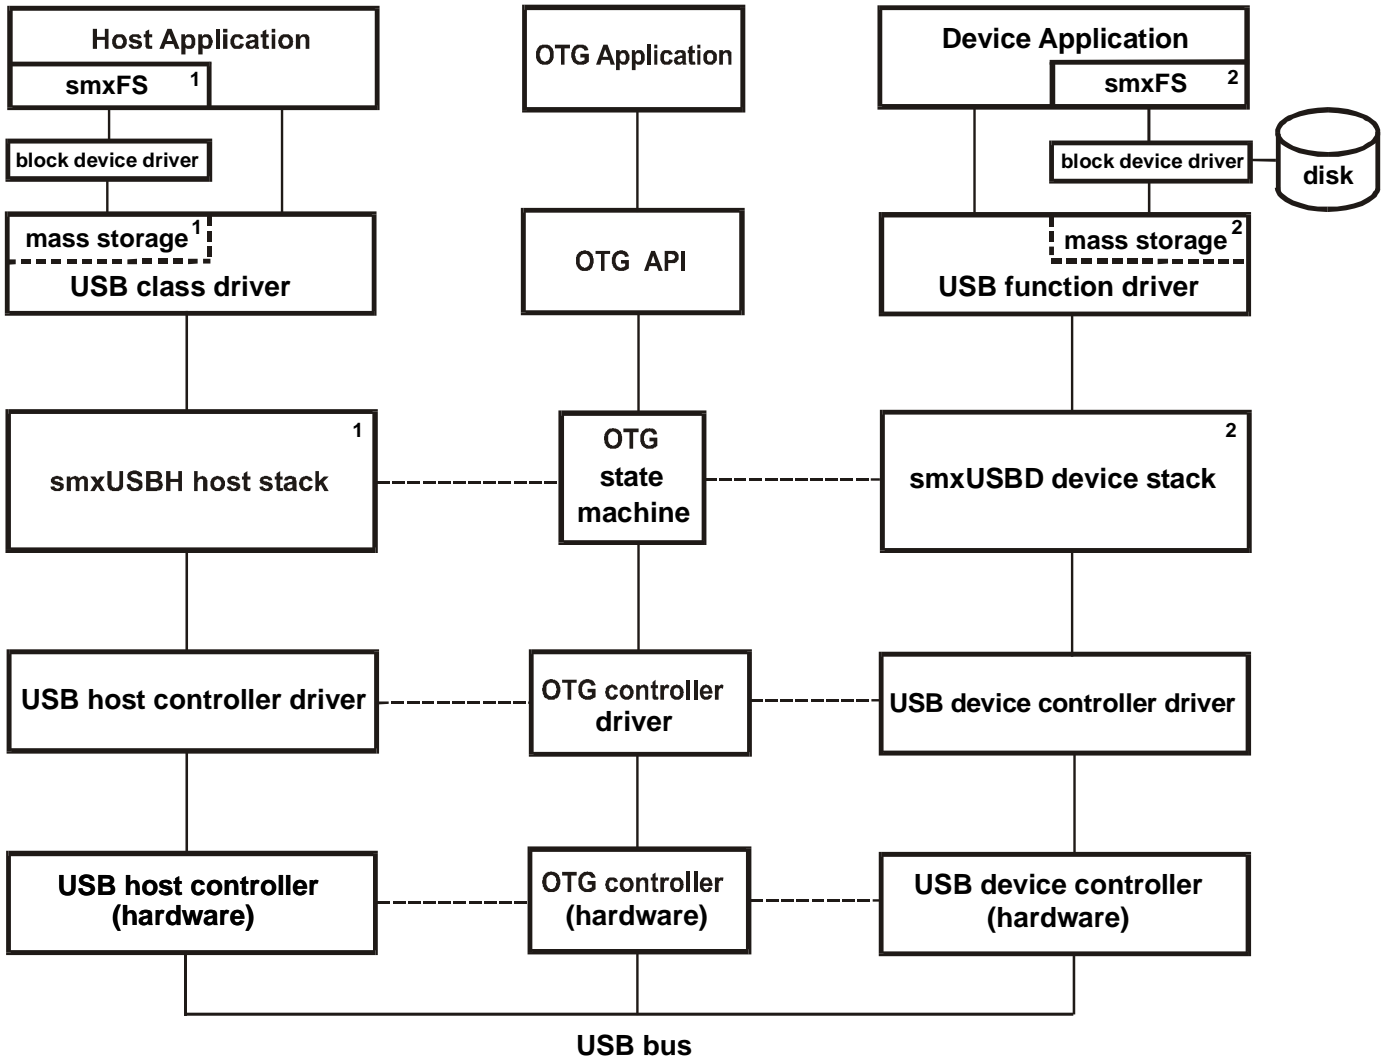 Host Application
smxFS 1
block device driver
mass storage 1
USB class driver
smxUSBH host stack 1
USB host controller driver
USB host controller
(hardware)
OTG Application
OTG API
OTG
state
machine
OTG controller
driver
OTG controller
(hardware)
Device Application
smxFS 2
block device driver
disk
mass storage 2
USB function driver
smxUSBD device stack 2
USB device controller driver
USB device controller
(hardware)
USB bus